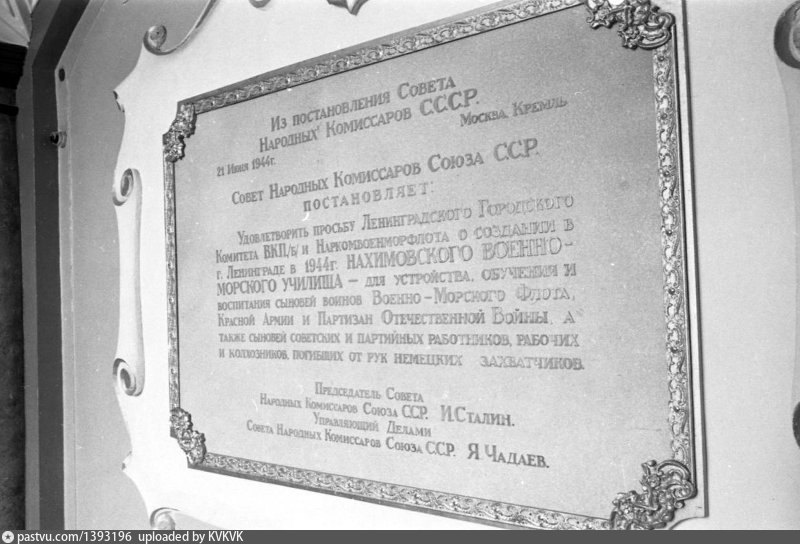 Из постановления Совета
Народных Комиссаров СССР.
Москва, Кремль
21 Июня 1944г.
Совет Народных Комиссаров Союза ССР.
постановляет:
Удовлетворить просьбу Ленинградского Городского
Комитета ВКП/б/ и Наркомвоенморфлота о создании в
г. Ленинграде в 1944г. НАХИМОВСКОГО ВОЕННО-
МОРСКОГО УЧИЛИЩА – для устройства, обучения и
воспитания сыновей воинов Военно-Морского Флота,
Красной Армии и Партизан Отечественной Войны, а
также сыновей советских и партийных работников, рабочих
и колхозников, погибших от рук немецких захватчиков.
Председатель Совета
Народных Комиссаров Союза ССР. И.Сталин.
Управляющий Делами
Совета Народных Комиссаров Союза ССР. Я Чадаев.
pastvu.com/1393196 uploaded by KVKVK